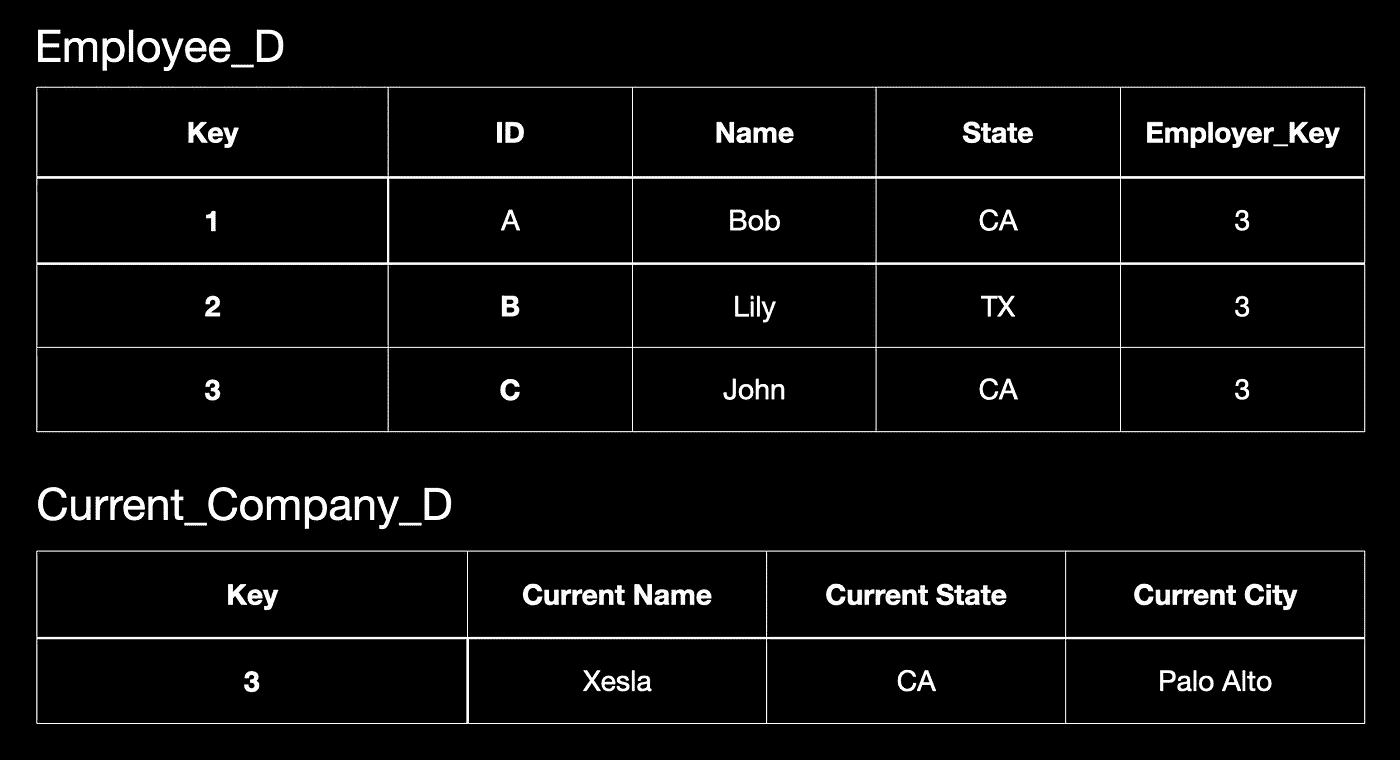 Employee_D
Key ID Name State Employer_Key
1 A Bob CA 3
2 B Lily TX 3
3 C John CA 3
Current_Company_D
Key Current Name Current State Current City
3 Xesla CA Palo Alto